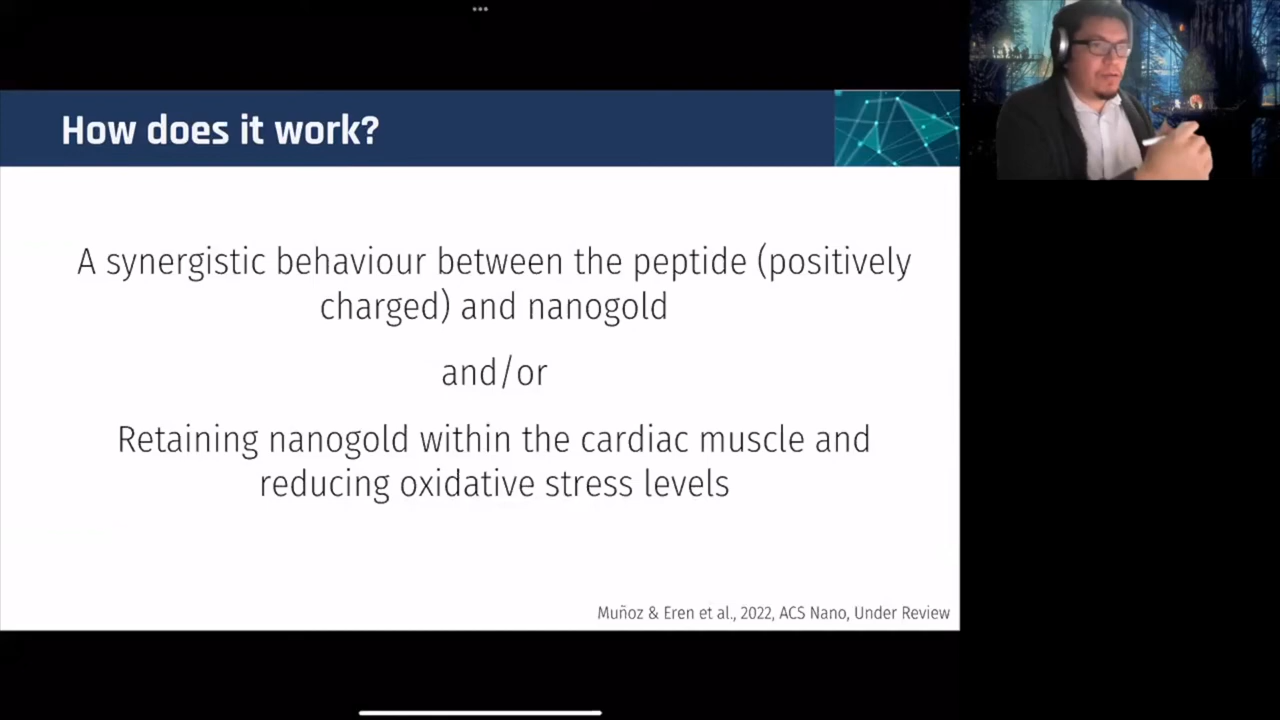 How does it work?
A synergistic behaviour between the peptide (positively
charged) and nanogold
and/or
Retaining nanogold within the cardiac muscle and
reducing oxidative stress levels
Muñoz & Eren et al., 2022, ACS Nano, Under Review